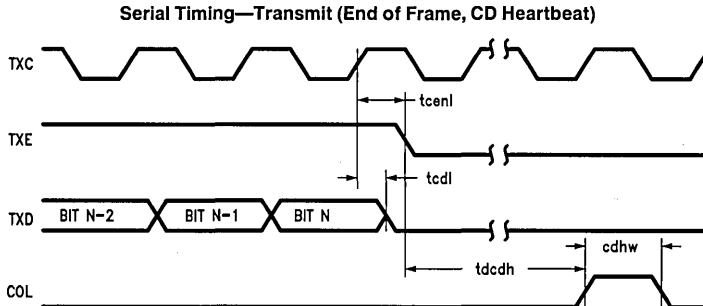 Serial Timing—Transmit (End of Frame, CD Heartbeat)
TXC
tcenl
TXE
tcdl
TXD
BIT N-2
BIT N-1
BIT N
cdhw
tdcdh
COL